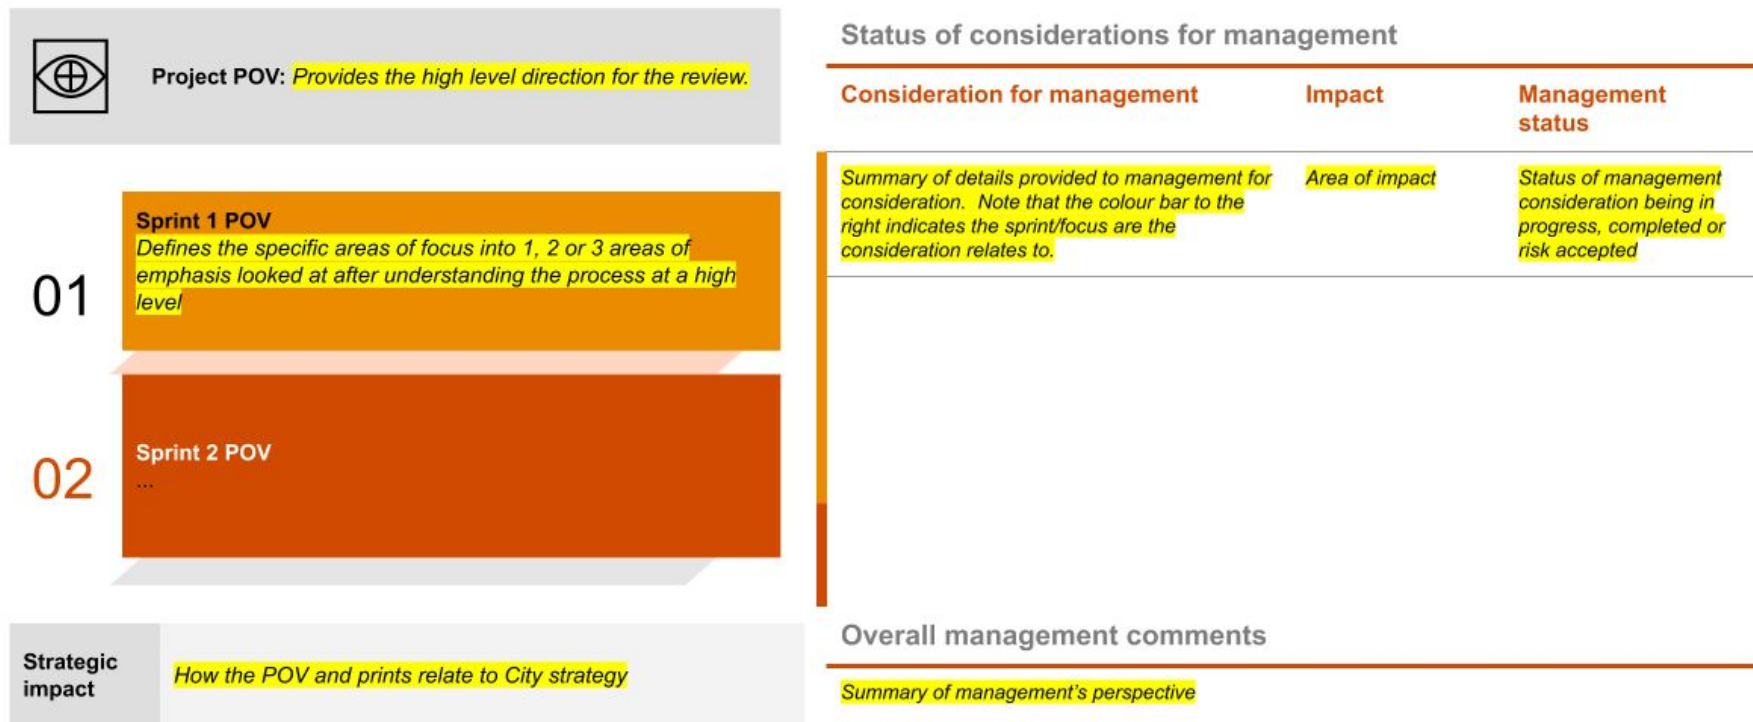 Project POV: Provides the high level direction for the review.
01
Sprint 1 POV
Defines the specific areas of focus into 1, 2 or 3 areas of
emphasis looked at after understanding the process at a high
level
02
Sprint 2 POV
...
Strategic
impact
How the POV and prints relate to City strategy
Status of considerations for management
Consideration for management
Impact
Management
status
Summary of details provided to management for
consideration.  Note that the colour bar to the
right indicates the sprint/focus are the
consideration relates to.
Area of impact
Status of management
consideration being in
progress, completed or
risk accepted
Overall management comments
Summary of management's perspective